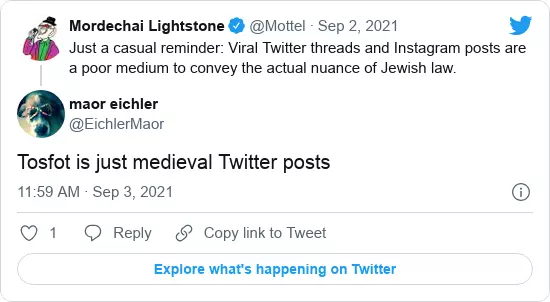 Mordechai Lightstone @Mottel · Sep 2, 2021
Just a casual reminder: Viral Twitter threads and Instagram posts are
a poor medium to convey the actual nuance of Jewish law.
maor eichler
@EichlerMaor
Tosfot is just medieval Twitter posts
11:59 AM · Sep 3, 2021
1 Reply Copy link to Tweet
Explore what's happening on Twitter